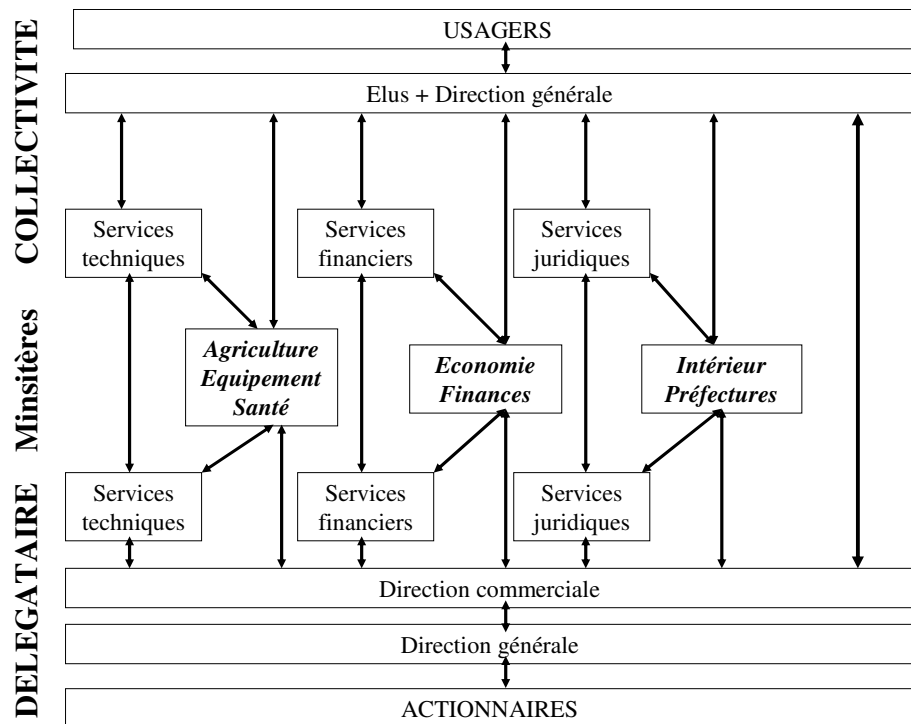 COLLECTIVITE
USAGERS
Elus + Direction générale
Services
techniques
Services
financiers
Services
juridiques
Minsitères
Agriculture
Equipement
Santé
Economie
Finances
Intérieur
Préfectures
DELEGATAIRE
Services
techniques
Services
financiers
Services
juridiques
Direction commerciale
Direction générale
ACTIONNAIRES